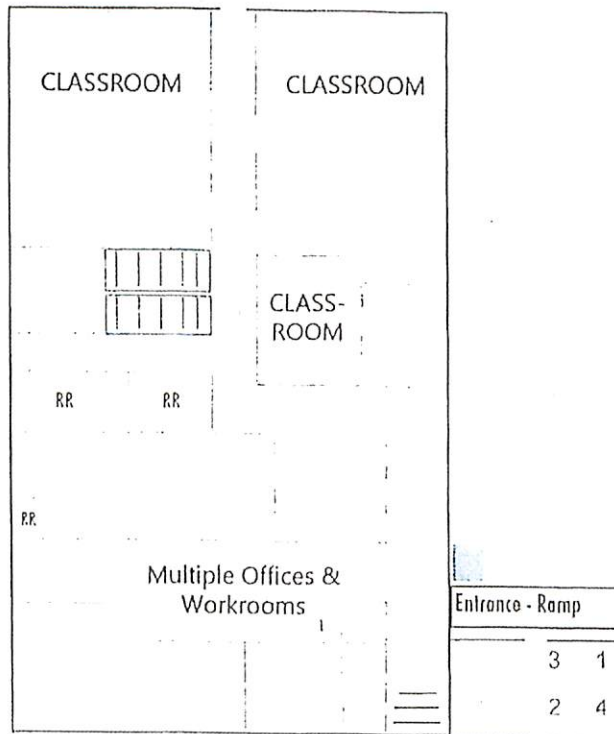 CLASSROOM
CLASSROOM
CLASS-
ROOM
RR
RR
RR
Multiple Offices &
Workrooms
Entrance - Ramp
3 1
2 4